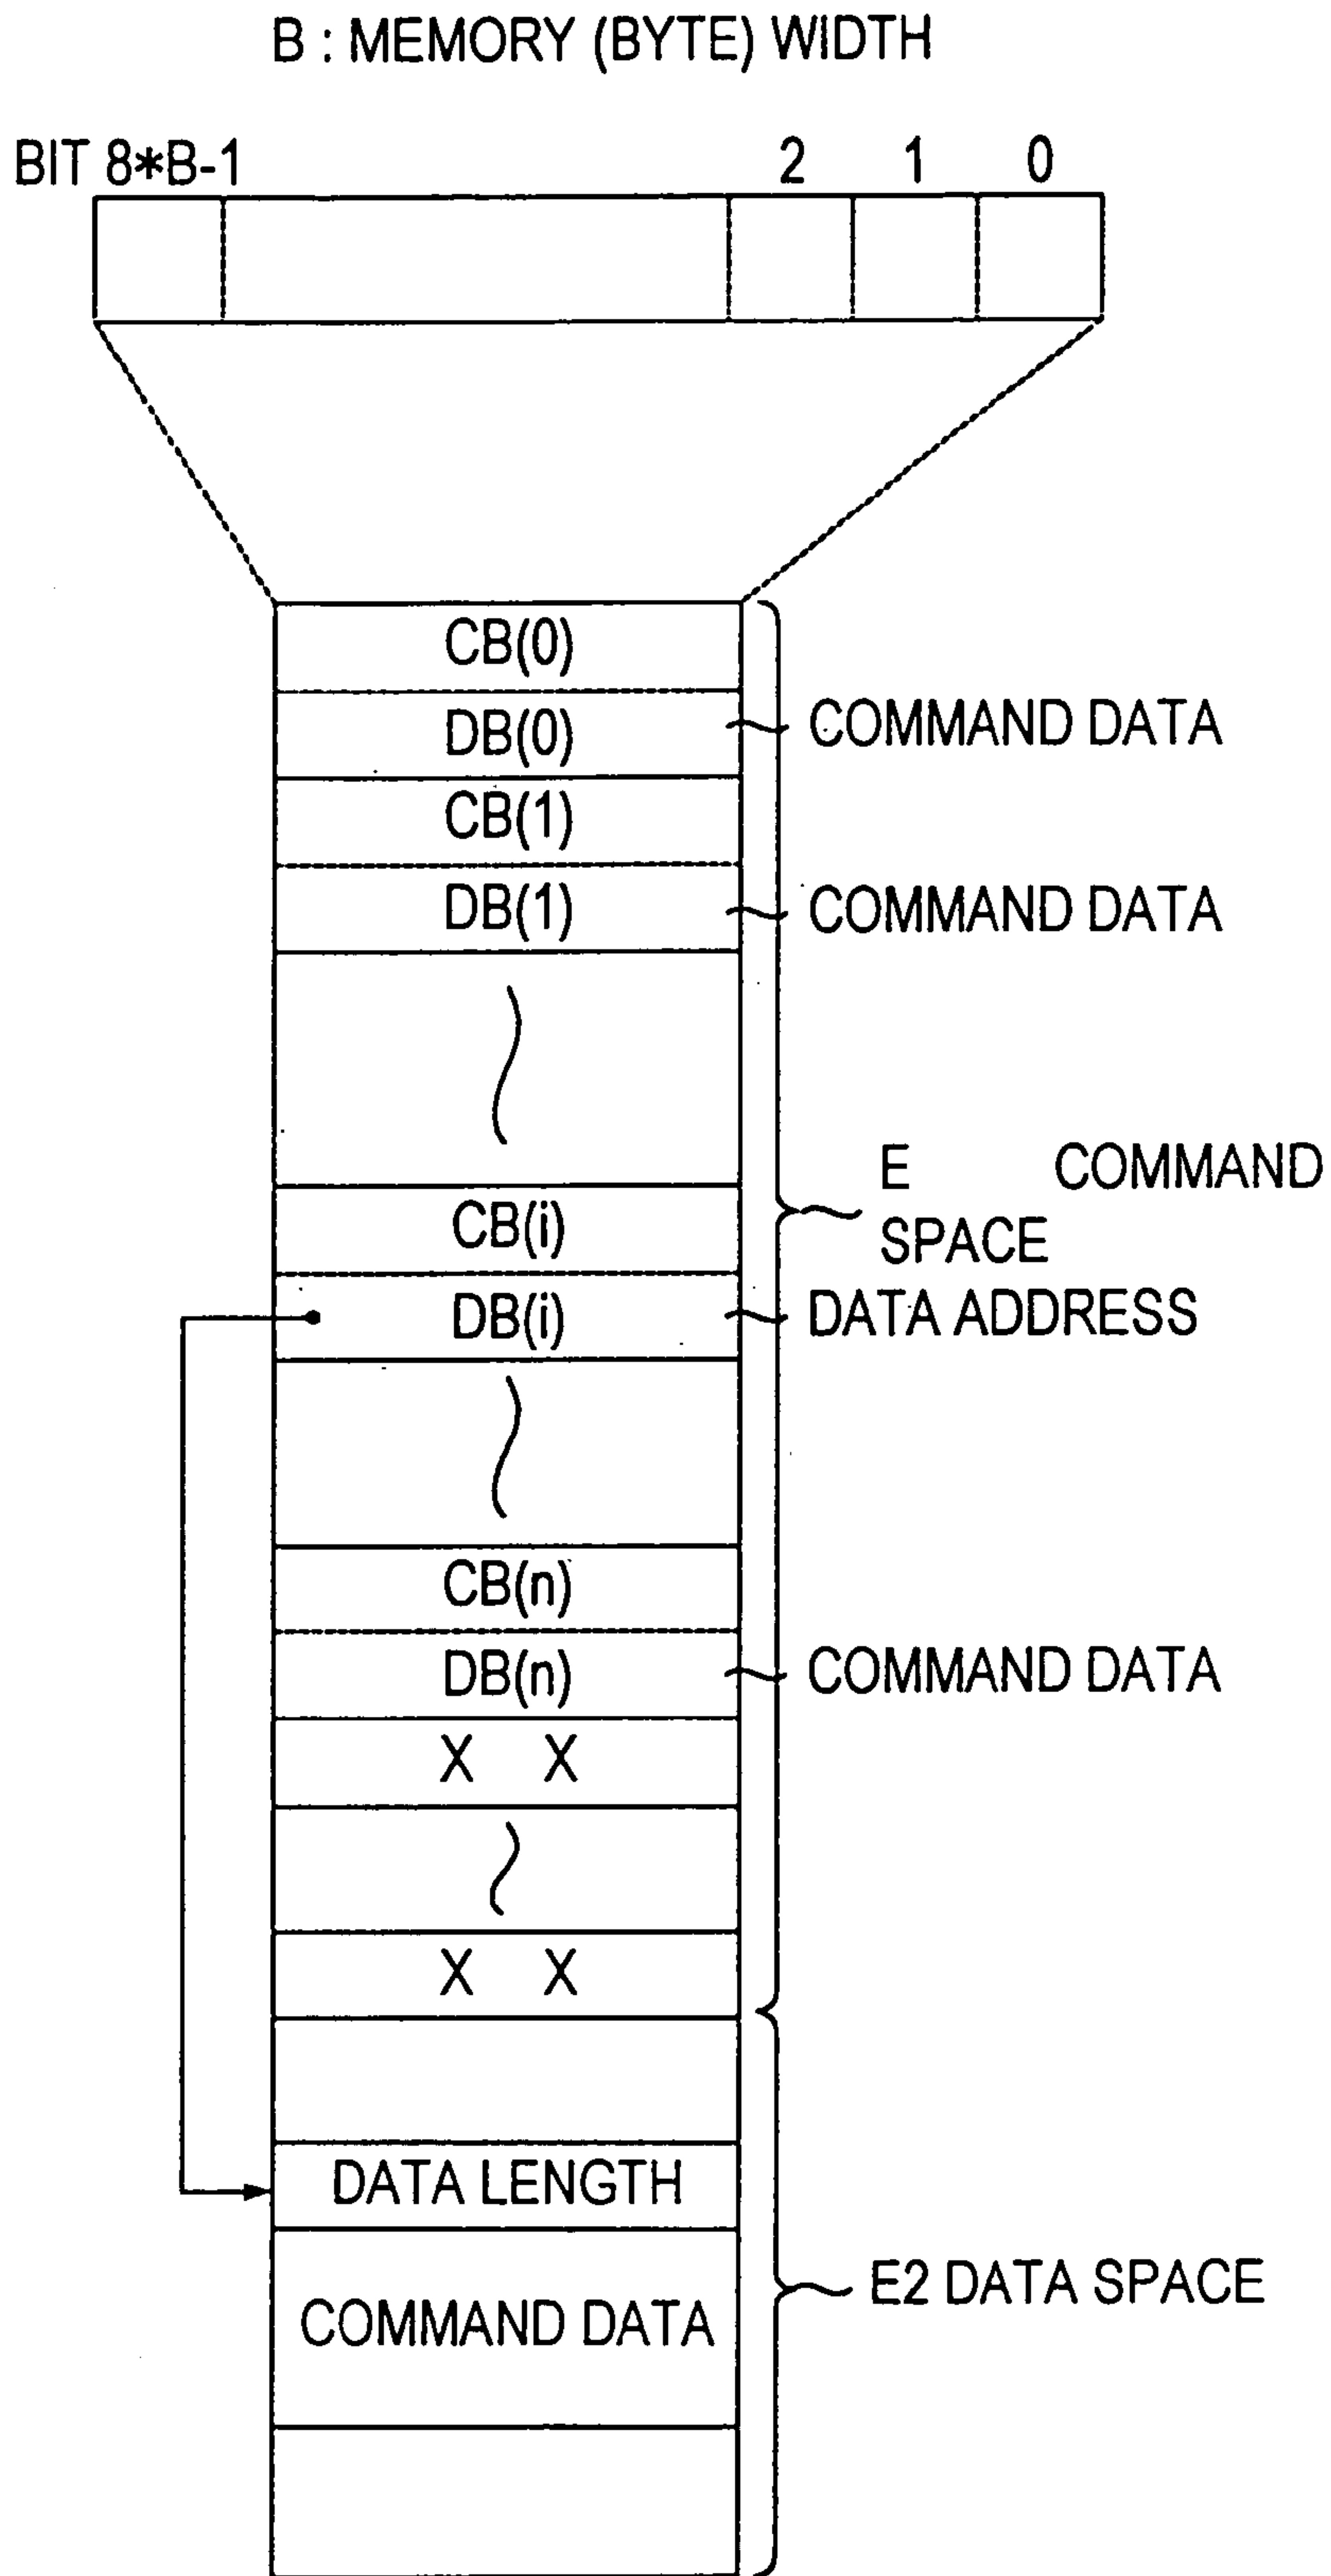 B : MEMORY (BYTE) WIDTH
BIT 8*B-1 2 1 0
CB(0)
DB(0) COMMAND DATA
CB(1)
DB(1) COMMAND DATA
E COMMAND
SPACE
CB(i)
DB(i) DATA ADDRESS
CB(n)
DB(n) COMMAND DATA
X X
X X
DATA LENGTH
E2 DATA SPACE
COMMAND DATA